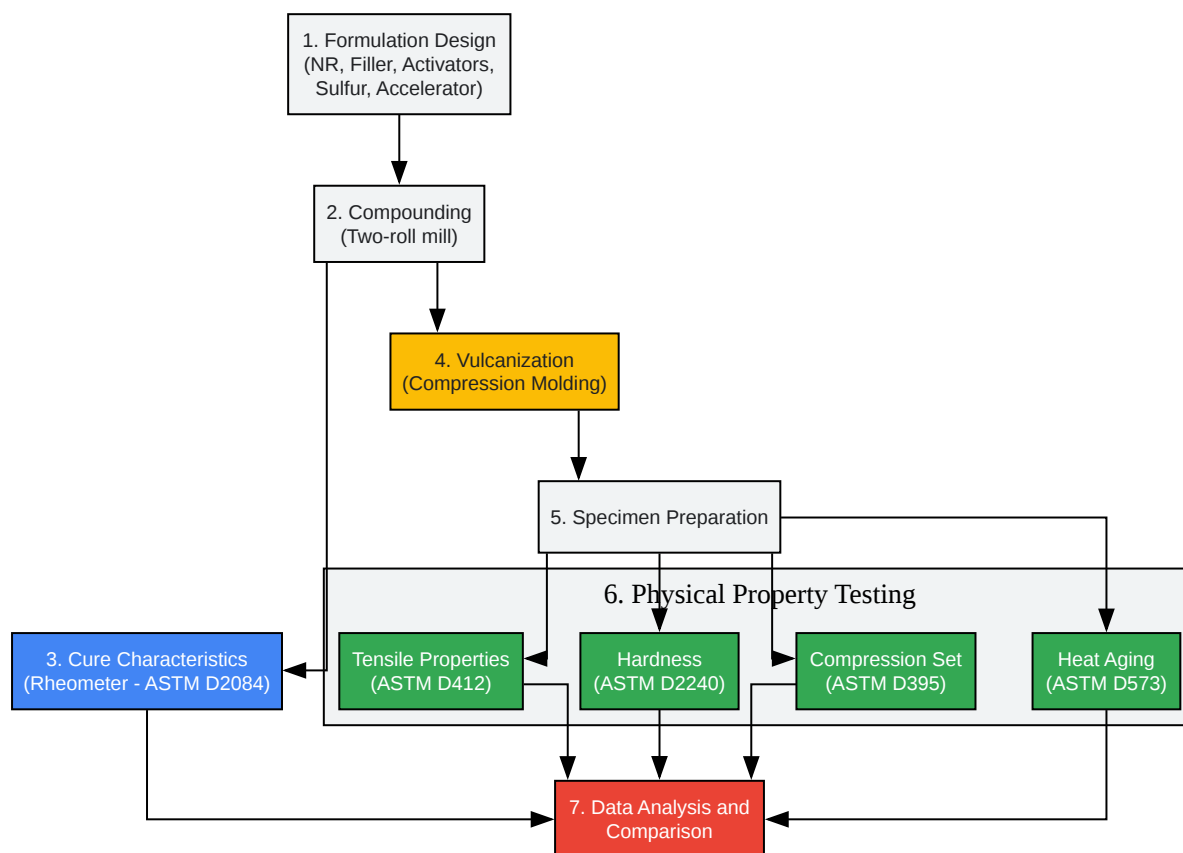 1. Formulation Design
(NR, Filler, Activators,
Sulfur, Accelerator)
2. Compounding
(Two-roll mill)
4. Vulcanization
(Compression Molding)
5. Specimen Preparation
6. Physical Property Testing
3. Cure Characteristics
(Rheometer - ASTM D2084)
Tensile Properties
(ASTM D412)
Hardness
(ASTM D2240)
Compression Set
(ASTM D395)
Heat Aging
(ASTM D573)
7. Data Analysis and
Comparison